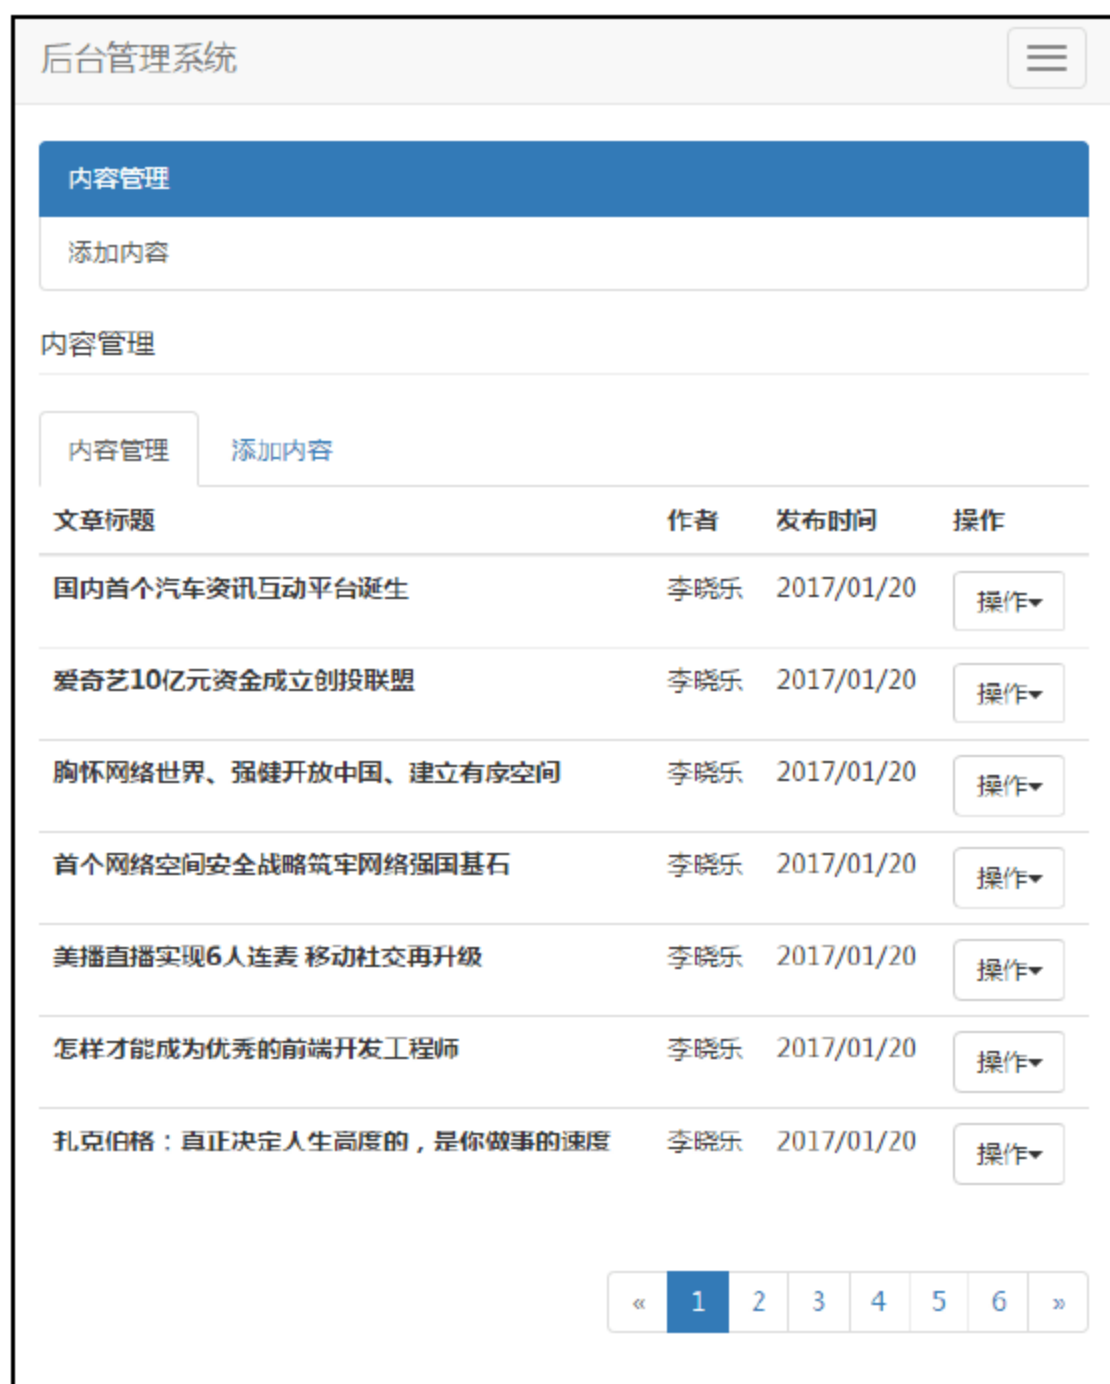 后台管理系统
内容管理
添加内容
内容管理
内容管理 添加内容
文章标题 作者 发布时间 操作
国内首个汽车资讯互动平台诞生 李晓乐 2017/01/20 操作
爱奇艺10亿元资金成立创投联盟 李晓乐 2017/01/20 操作
胸怀网络世界、强健开放中国、建立有序空间 李晓乐 2017/01/20 操作
首个网络空间安全战略筑牢网络强国基石 李晓乐 2017/01/20 操作
美播直播实现6人连麦 移动社交再升级 李晓乐 2017/01/20 操作
怎样才能成为优秀的前端开发工程师 李晓乐 2017/01/20 操作
扎克伯格：真正决定人生高度的，是你做事的速度 李晓乐 2017/01/20 操作
« 1 2 3 4 5 6 »